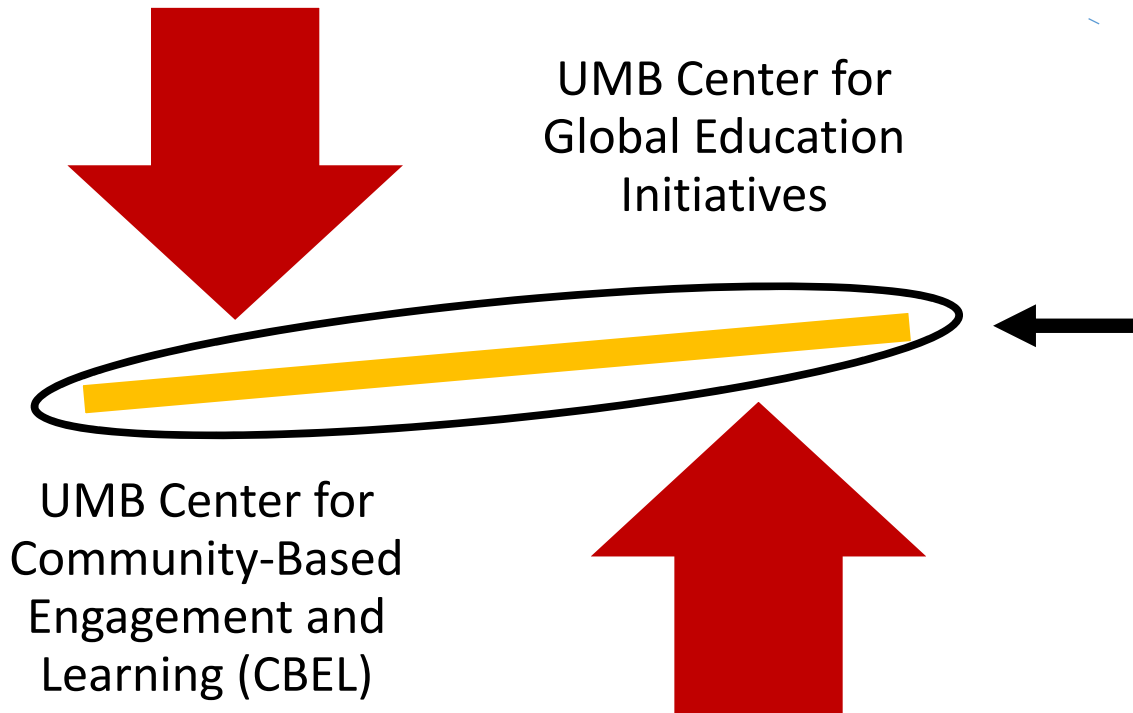 UMB Center for
Global Education
Initiatives
UMB Center for
Community-Based
Engagement and
Learning (CBEL)